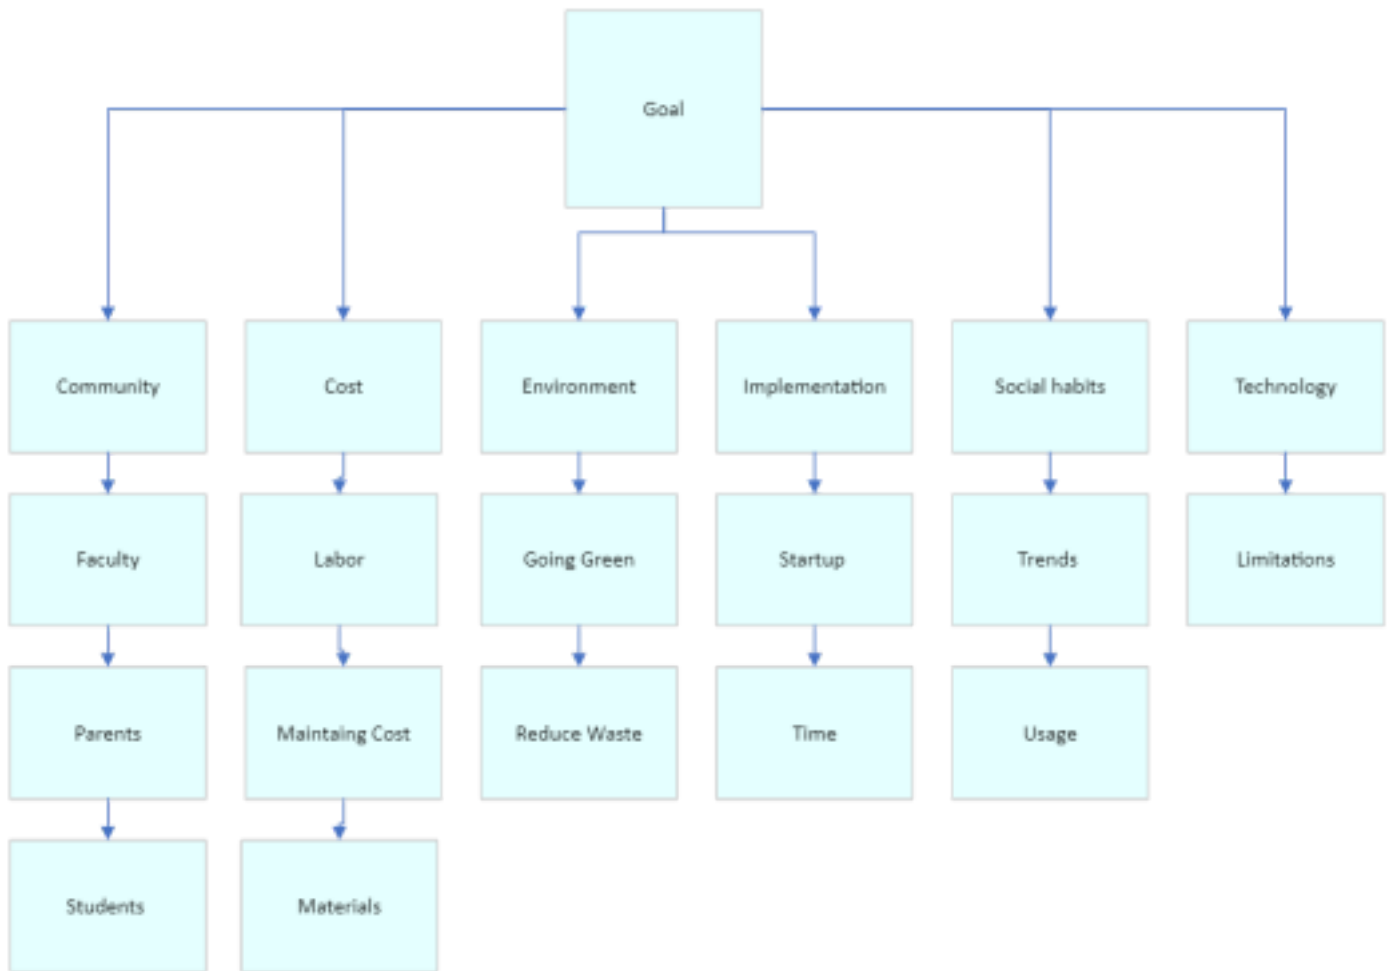 Goal
Community
Cost
Environment
Implementation
Social habits
Technology
Faculty
Labor
Going Green
Startup
Trends
Limitations
Parents
Maintaing Cost
Reduce Waste
Time
Usage
Students
Materials